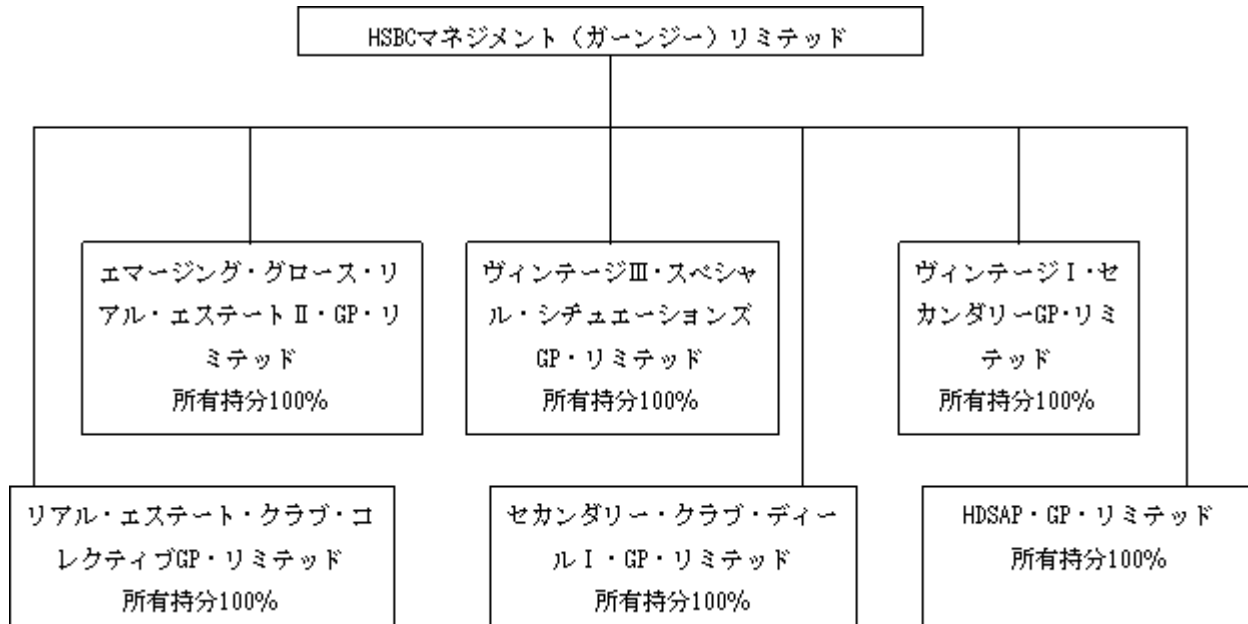 HSBCマネジメント（ガーンジー）リミテッド
エマージング・グロース・リ
アル・エステートⅡ・GP・リ
ミテッド
所有持分100%
ヴィンテージⅢ・スペシャ
ル・シチュエーションズ
GP・リミテッド
所有持分100%
ヴィンテージⅠ・セ
カンダリーGP・リミ
テッド
所有持分100%
リアル・エステート・クラブ・コ
レクティブGP・リミテッド
所有持分100%
セカンダリー・クラブ・ディー
ルⅠ・GP・リミテッド
所有持分100%
HDSAP・GP・リミテッド
所有持分100%